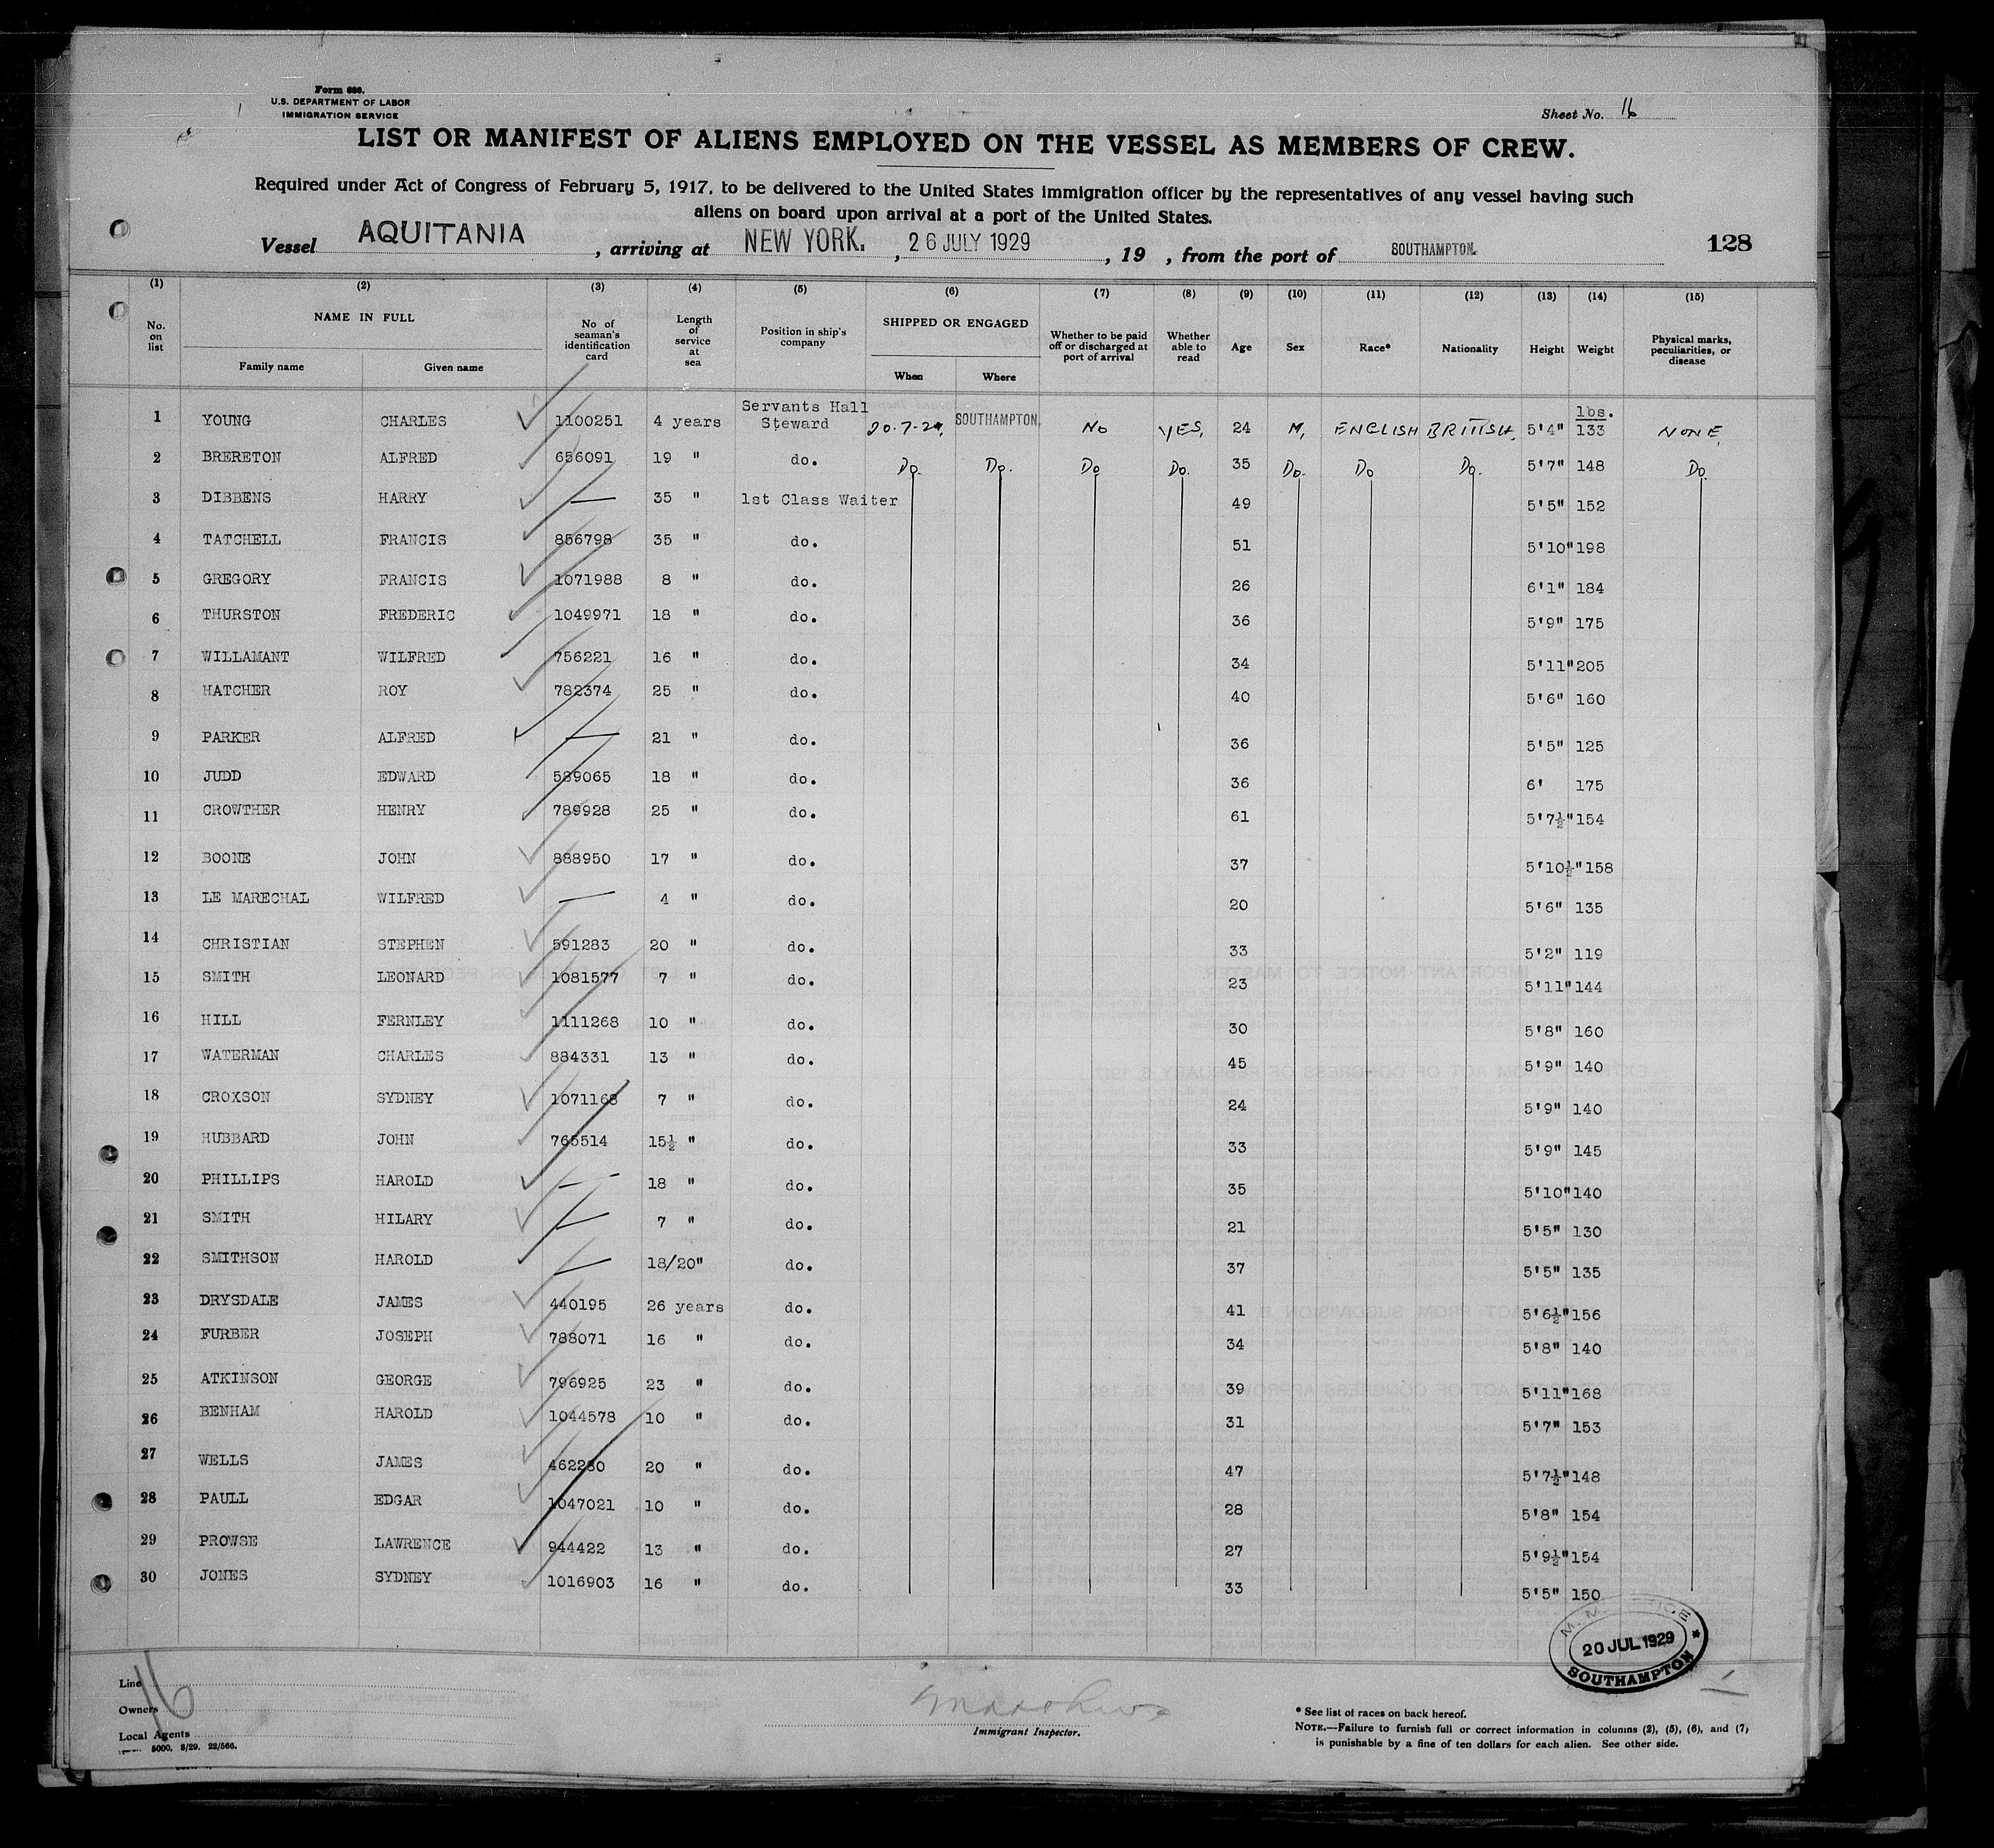 Form 686.
U.S. DEPARTMENT OF LABOR
IMMIGRATION SERVICE
Sheet No. 16
LIST OR MANIFEST OF ALIENS EMPLOYED ON THE VESSEL AS MEMBERS OF CREW.
Required under Act of Congress of February 5, 1917, to be delivered to the United States immigration officer by the representatives of any vessel having such
aliens on board upon arrival at a port of the United States.
Vessel AQUITANIA, arriving at NEW YORK., 26 JULY 1929, 19 , from the port of SOUTHAMPTON. 128
(1) (2) (3) (4) (5) (6) (7) (8) (9) (10) (11) (12) (13) (14) (15)
No. on list NAME IN FULL Family name Given name No of seaman's identification card Length of service at sea Position in ship's company SHIPPED OR ENGAGED When Where Whether to be paid off or discharged at port of arrival Whether able to read Age Sex Race* Nationality Height Weight Physical marks, peculiarities, or disease
1 YOUNG CHARLES 1100251 4 years Servants Hall Steward 20-7-29, SOUTHAMPTON, No YES, 24 M, ENGLISH BRITISH, 5'4" lbs. 133 NONE,
2 BRERETON ALFRED 656091 19 " do. Do. Do. Do Do. 35 Do. Do Do. 5'7" 148 Do
3 DIBBENS HARRY — 35 " 1st Class Waiter 49 5'5" 152
4 TATCHELL FRANCIS 856798 35 " do. 51 5'10" 198
5 GREGORY FRANCIS 1071988 8 " do. 26 6'1" 184
6 THURSTON FREDERIC 1049971 18 " do. 36 5'9" 175
7 WILLAMANT WILFRED 756221 16 " do. 34 5'11" 205
8 HATCHER ROY 782374 25 " do. 40 5'6" 160
9 PARKER ALFRED — 21 " do. 36 5'5" 125
10 JUDD EDWARD 589065 18 " do. 36 6' 175
11 CROWTHER HENRY 789928 25 " do. 61 5'7½" 154
12 BOONE JOHN 888950 17 " do. 37 5'10½" 158
13 LE MARECHAL WILFRED — 4 " do. 20 5'6" 135
14 CHRISTIAN STEPHEN 591283 20 " do. 33 5'2" 119
15 SMITH LEONARD 1081577 7 " do. 23 5'11" 144
16 HILL FERNLEY 1111268 10 " do. 30 5'8" 160
17 WATERMAN CHARLES 884331 13 " do. 45 5'9" 140
18 CROXSON SYDNEY 1071168 7 " do. 24 5'9" 140
19 HUBBARD JOHN 765514 15½ " do. 33 5'9" 145
20 PHILLIPS HAROLD — 18 " do. 35 5'10" 140
21 SMITH HILARY — 7 " do. 21 5'5" 130
22 SMITHSON HAROLD — 18/20" do. 37 5'5" 135
23 DRYSDALE JAMES 440195 26 years do. 41 5'6½" 156
24 FURBER JOSEPH 788071 16 " do. 34 5'8" 140
25 ATKINSON GEORGE 796925 23 " do. 39 5'11" 168
26 BENHAM HAROLD 1044578 10 " do. 31 5'7" 153
27 WELLS JAMES 462230 20 " do. 47 5'7½" 148
28 PAULL EDGAR 1047021 10 " do. 28 5'8" 154
29 PROWSE LAWRENCE 944422 13 " do. 27 5'9½" 154
30 JONES SYDNEY 1016903 16 " do. 33 5'5" 150
20 JUL 1929
SOUTHAMPTON
Line
16
Owners
Local Agents
5000. 3/29. 22/566.
Immigrant Inspector.
* See list of races on back hereof.
NOTE.—Failure to furnish full or correct information in columns (2), (5), (6), and (7)
is punishable by a fine of ten dollars for each alien. See other side.